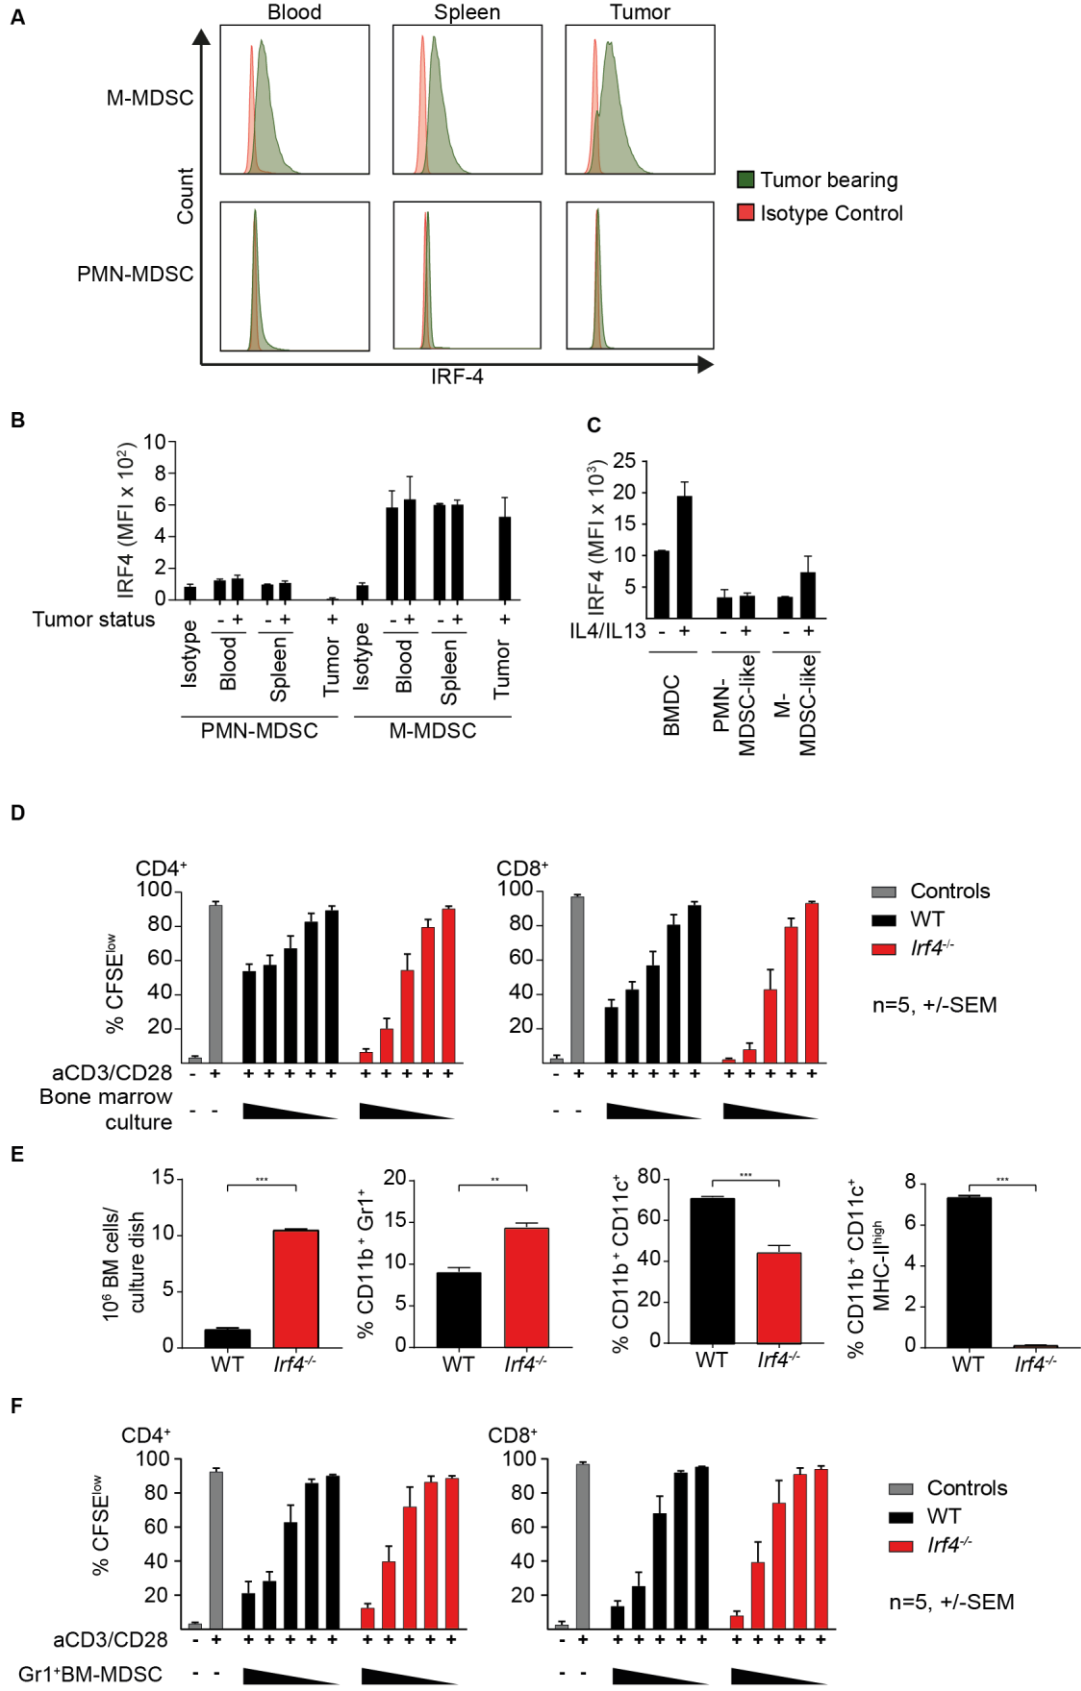 A
Blood Spleen Tumor
M-MDSC
PMN-MDSC
Count
IRF-4
Tumor bearing
Isotype Control
B
IRF4 (MFI x 10²)
10
8
6
4
2
0
Tumor status - + - + + - + - + +
Isotype Blood Spleen Tumor Isotype Blood Spleen Tumor
PMN-MDSC M-MDSC
C
IRF4 (MFI x 10³)
25
20
15
10
5
IL4/IL13 - + - + - +
BMDC
PMN-
MDSC-like
M-
MDSC-like
D
CD4⁺
% CFSEˡᵒʷ
100
80
60
40
20
aCD3/CD28 - + + + + + + + + + + +
Bone marrow
culture - -
CD8⁺
100
80
60
40
20
- + + + + + + + + + + +
- -
Controls
WT
Irf4⁻/⁻
n=5, +/-SEM
E
10⁶ BM cells/
culture dish
15
10
5
0
***
WT Irf4⁻/⁻
% CD11b⁺ Gr1⁺
20
15
10
5
0
**
WT Irf4⁻/⁻
% CD11b⁺ CD11c⁺
80
60
40
20
0
***
WT Irf4⁻/⁻
% CD11b⁺ CD11c⁺
MHC-IIʰⁱᵍʰ
8
6
4
2
0
***
WT Irf4⁻/⁻
F
CD4⁺
% CFSEˡᵒʷ
100
80
60
40
20
aCD3/CD28 - + + + + + + + + + + +
Gr1⁺BM-MDSC - -
CD8⁺
100
80
60
40
20
- + + + + + + + + + + +
- -
Controls
WT
Irf4⁻/⁻
n=5, +/-SEM